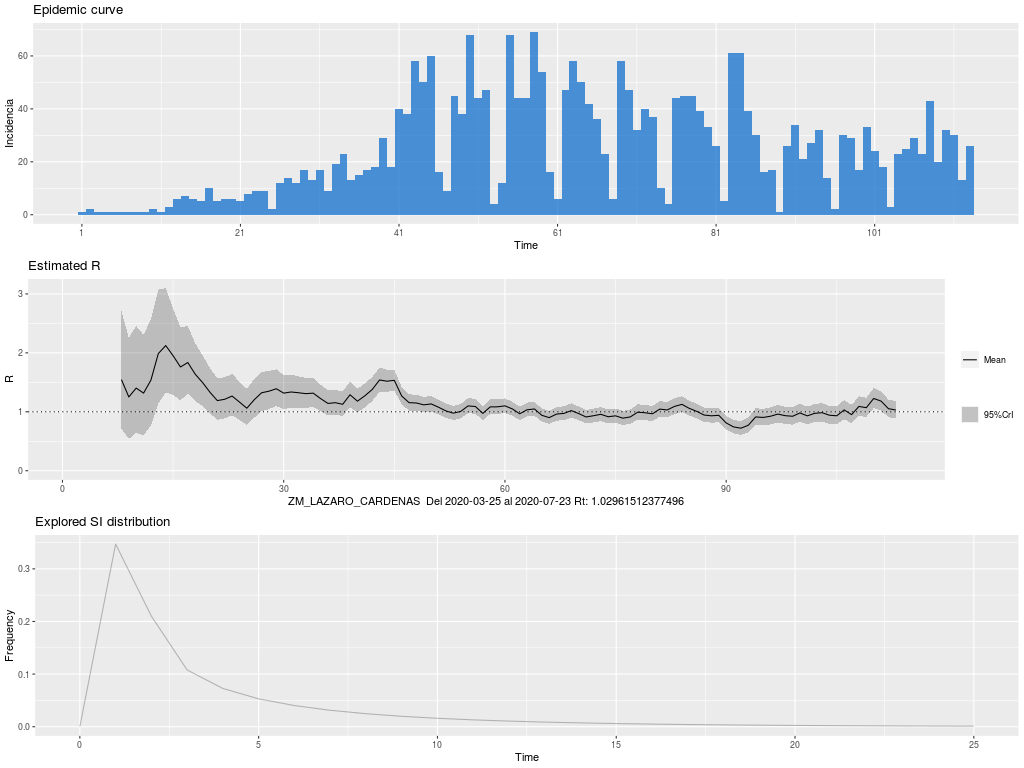 Epidemic curve
60
40
20
0
Incidencia
1 21 41 61 81 101
Time
Estimated R
3
2
1
0
R
0 30 60 90
ZM_LAZARO_CARDENAS Del 2020-03-25 al 2020-07-23 Rt: 1.02961512377496
Mean
95%CrI
Explored SI distribution
0.3
0.2
0.1
0.0
Frequency
0 5 10 15 20 25
Time